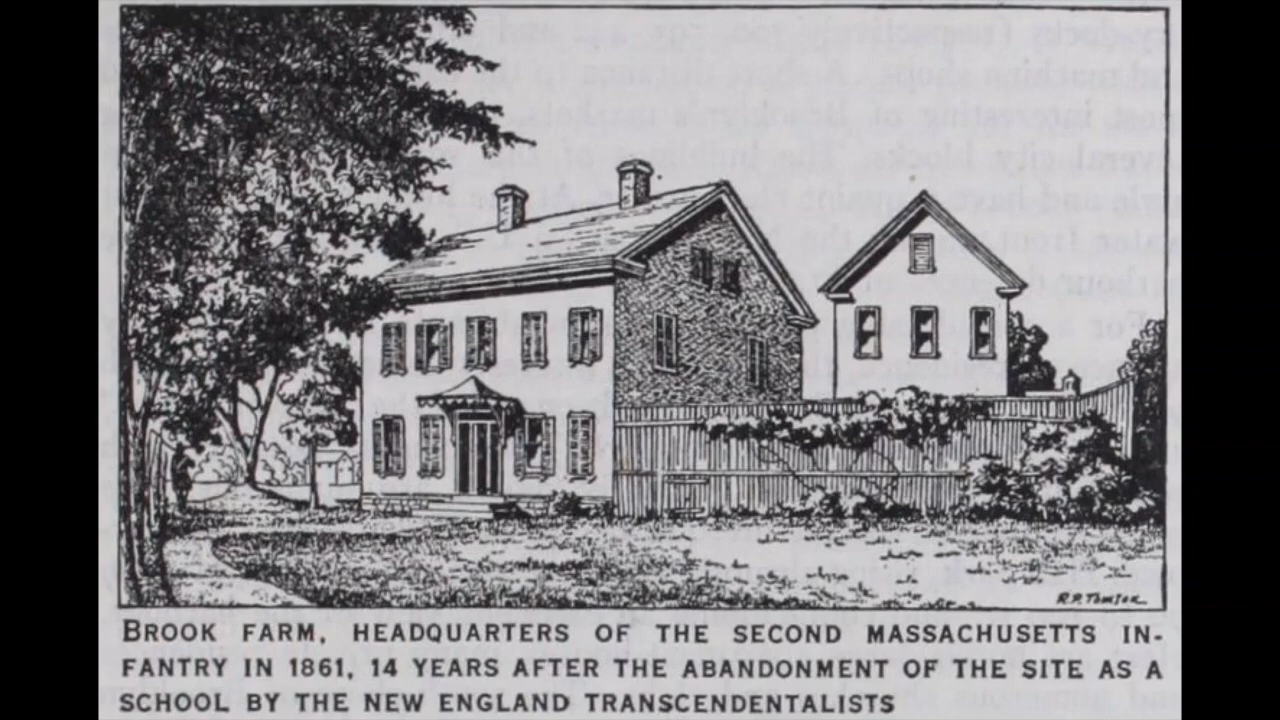 BROOK FARM, HEADQUARTERS OF THE SECOND MASSACHUSETTS IN-
FANTRY IN 1861, 14 YEARS AFTER THE ABANDONMENT OF THE SITE AS A
SCHOOL BY THE NEW ENGLAND TRANSCENDENTALISTS